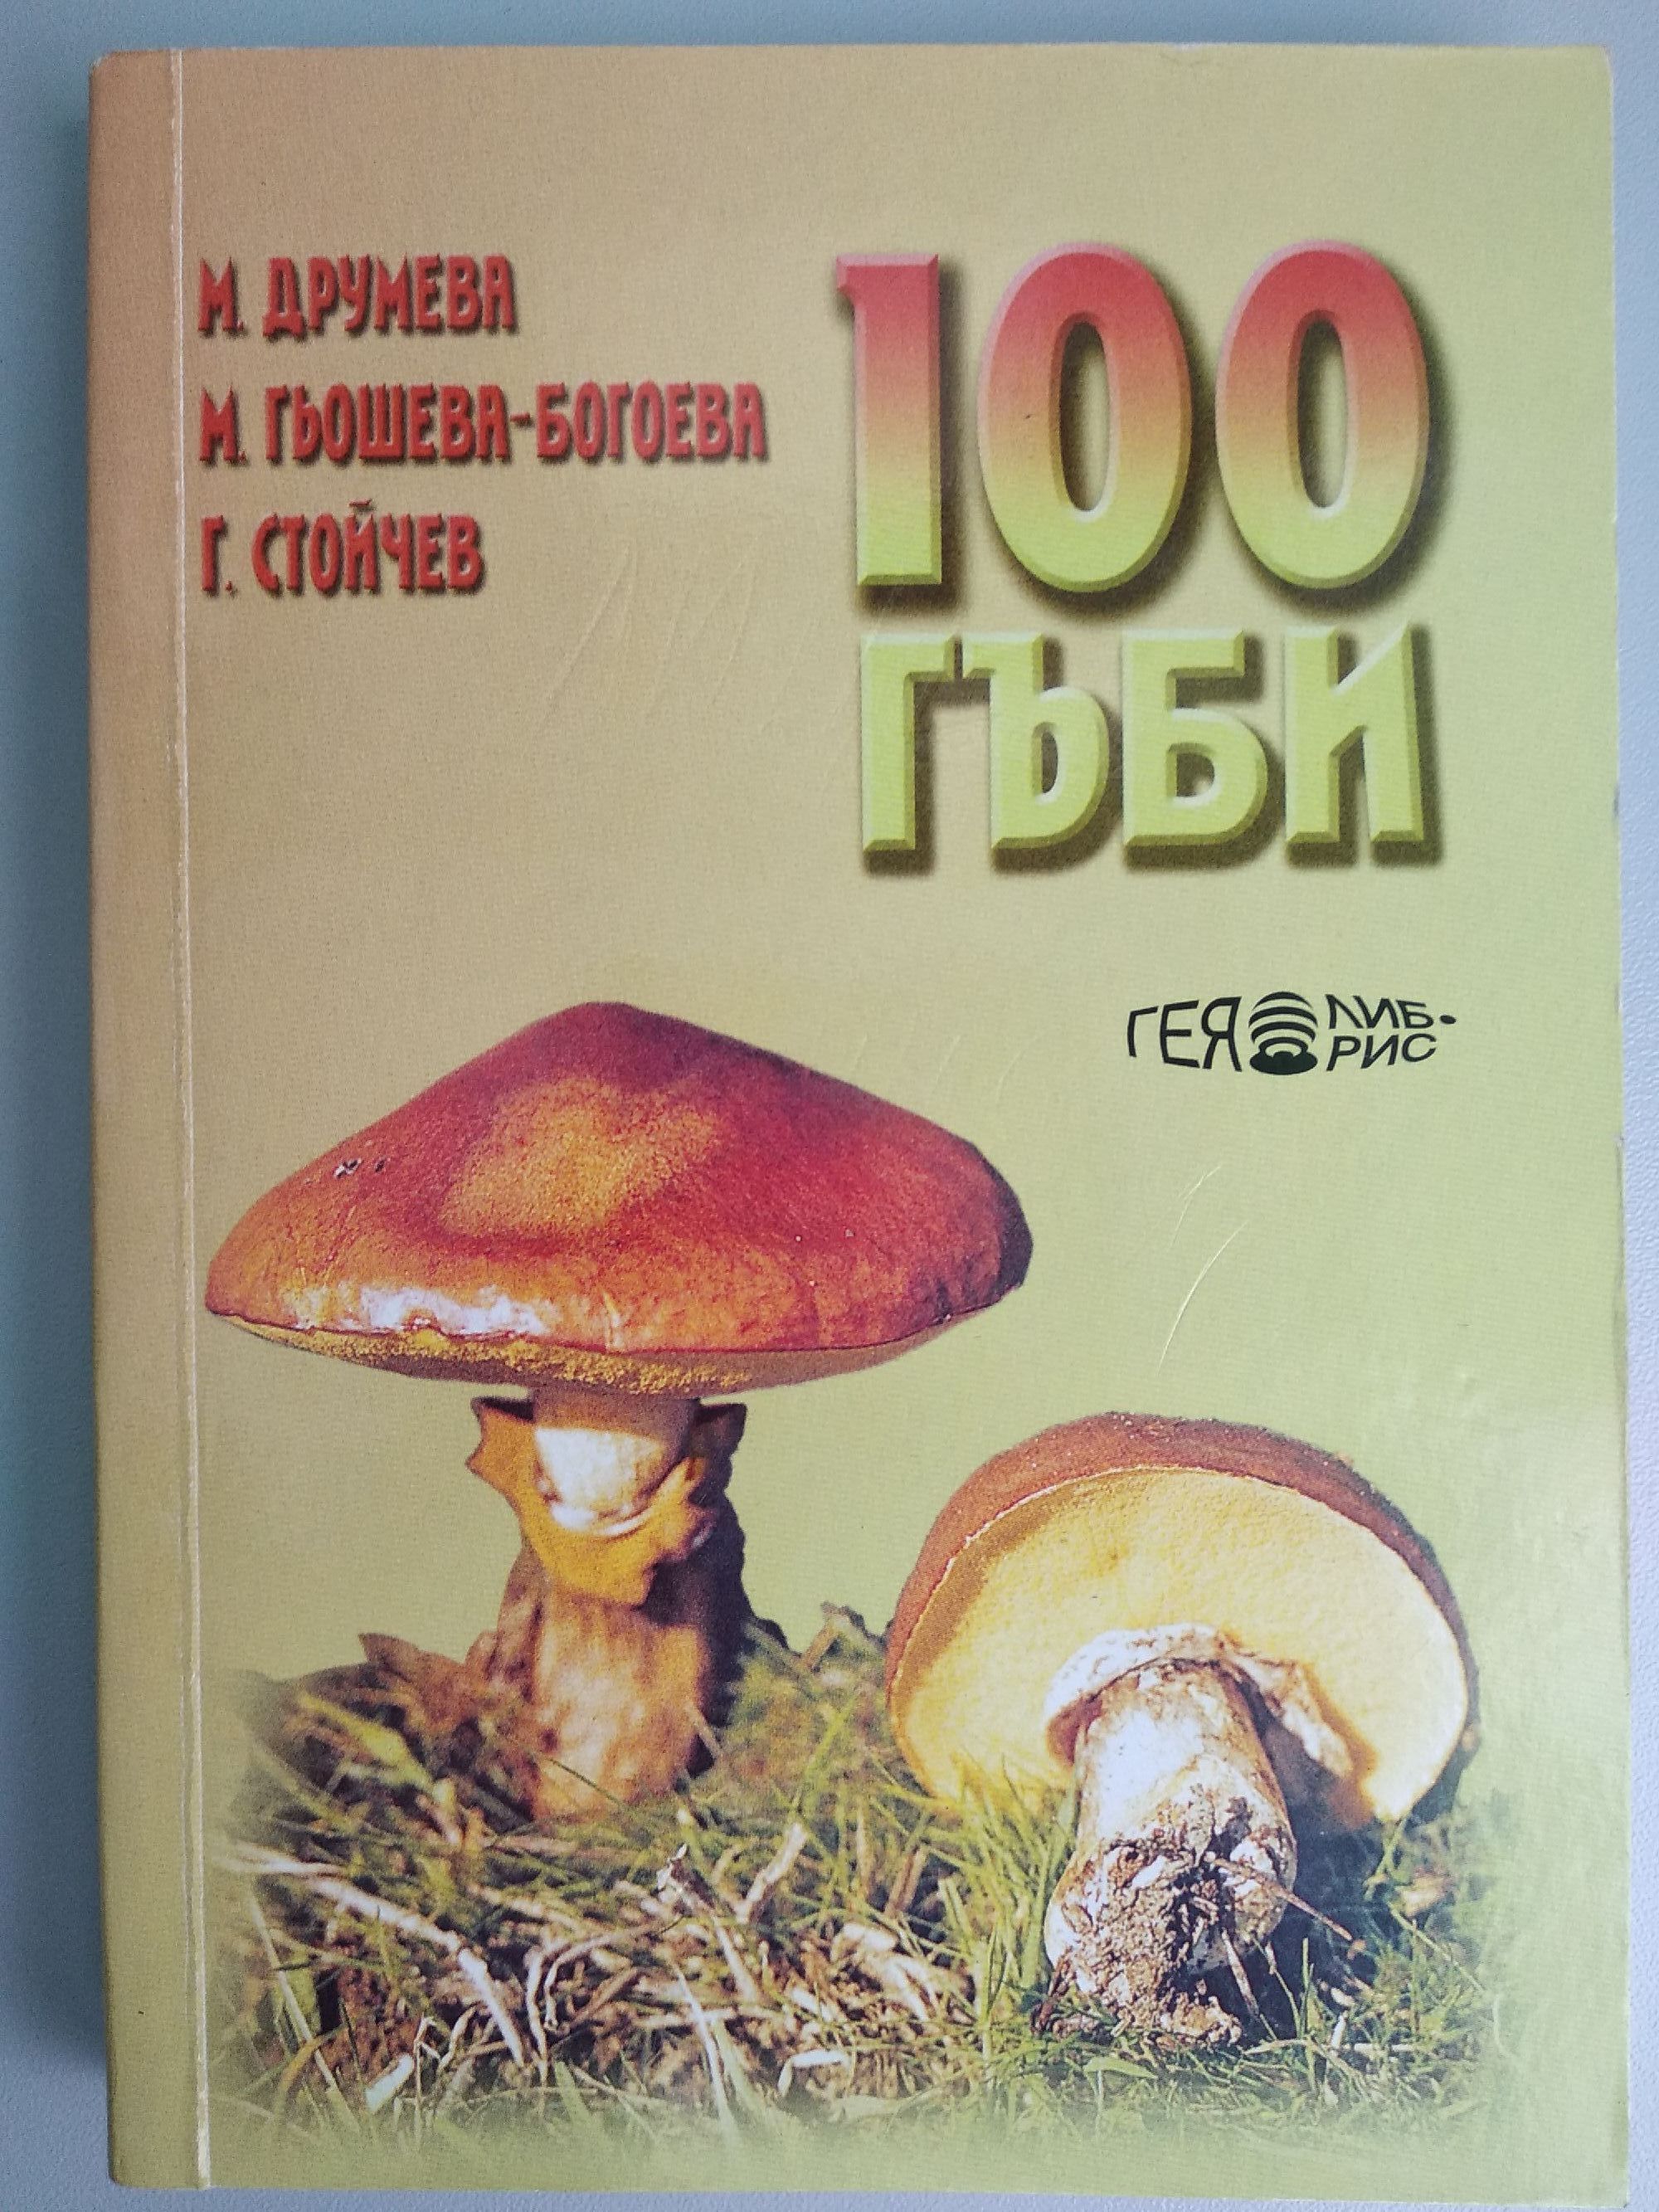 М. ДРУМЕВА
М. ГЬОШЕВА-БОГОЕВА
Г. СТОЙЧЕВ
100
ГЪБИ
ГЕЯ ЛИБ-
РИС